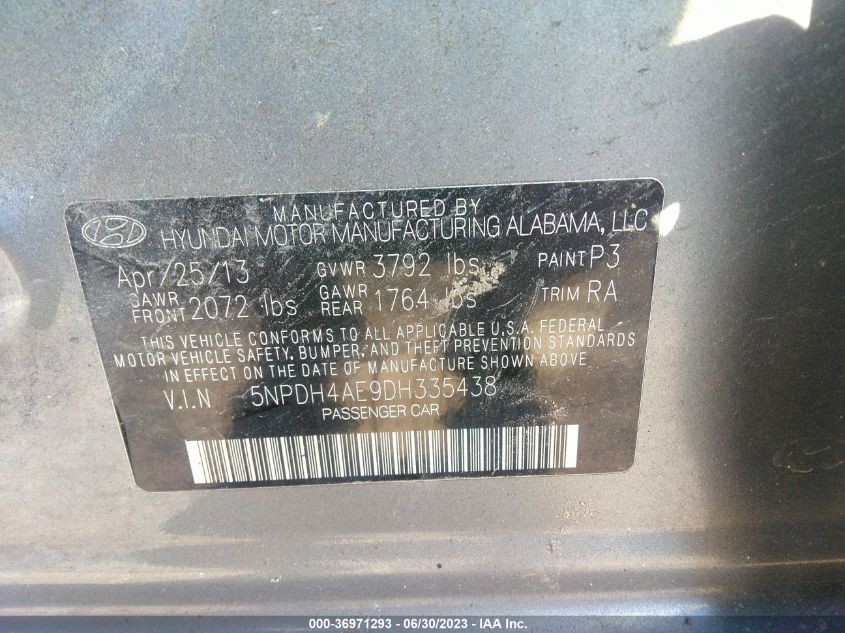 MANUFACTURED BY
HYUNDAI MOTOR MANUFACTURING ALABAMA, LLC
Apr/25/13 GVWR 3792 lbs PAINT P3
GAWR FRONT 2072 lbs GAWR REAR 1764 lbs TRIM RA
THIS VEHICLE CONFORMS TO ALL APPLICABLE U.S.A. FEDERAL
MOTOR VEHICLE SAFETY, BUMPER, AND THEFT PREVENTION STANDARDS
IN EFFECT ON THE DATE OF MANUFACTURE SHOWN ABOVE
V.I.N 5NPDH4AE9DH335438
PASSENGER CAR
000-36971293 - 06/30/2023 - IAA Inc.